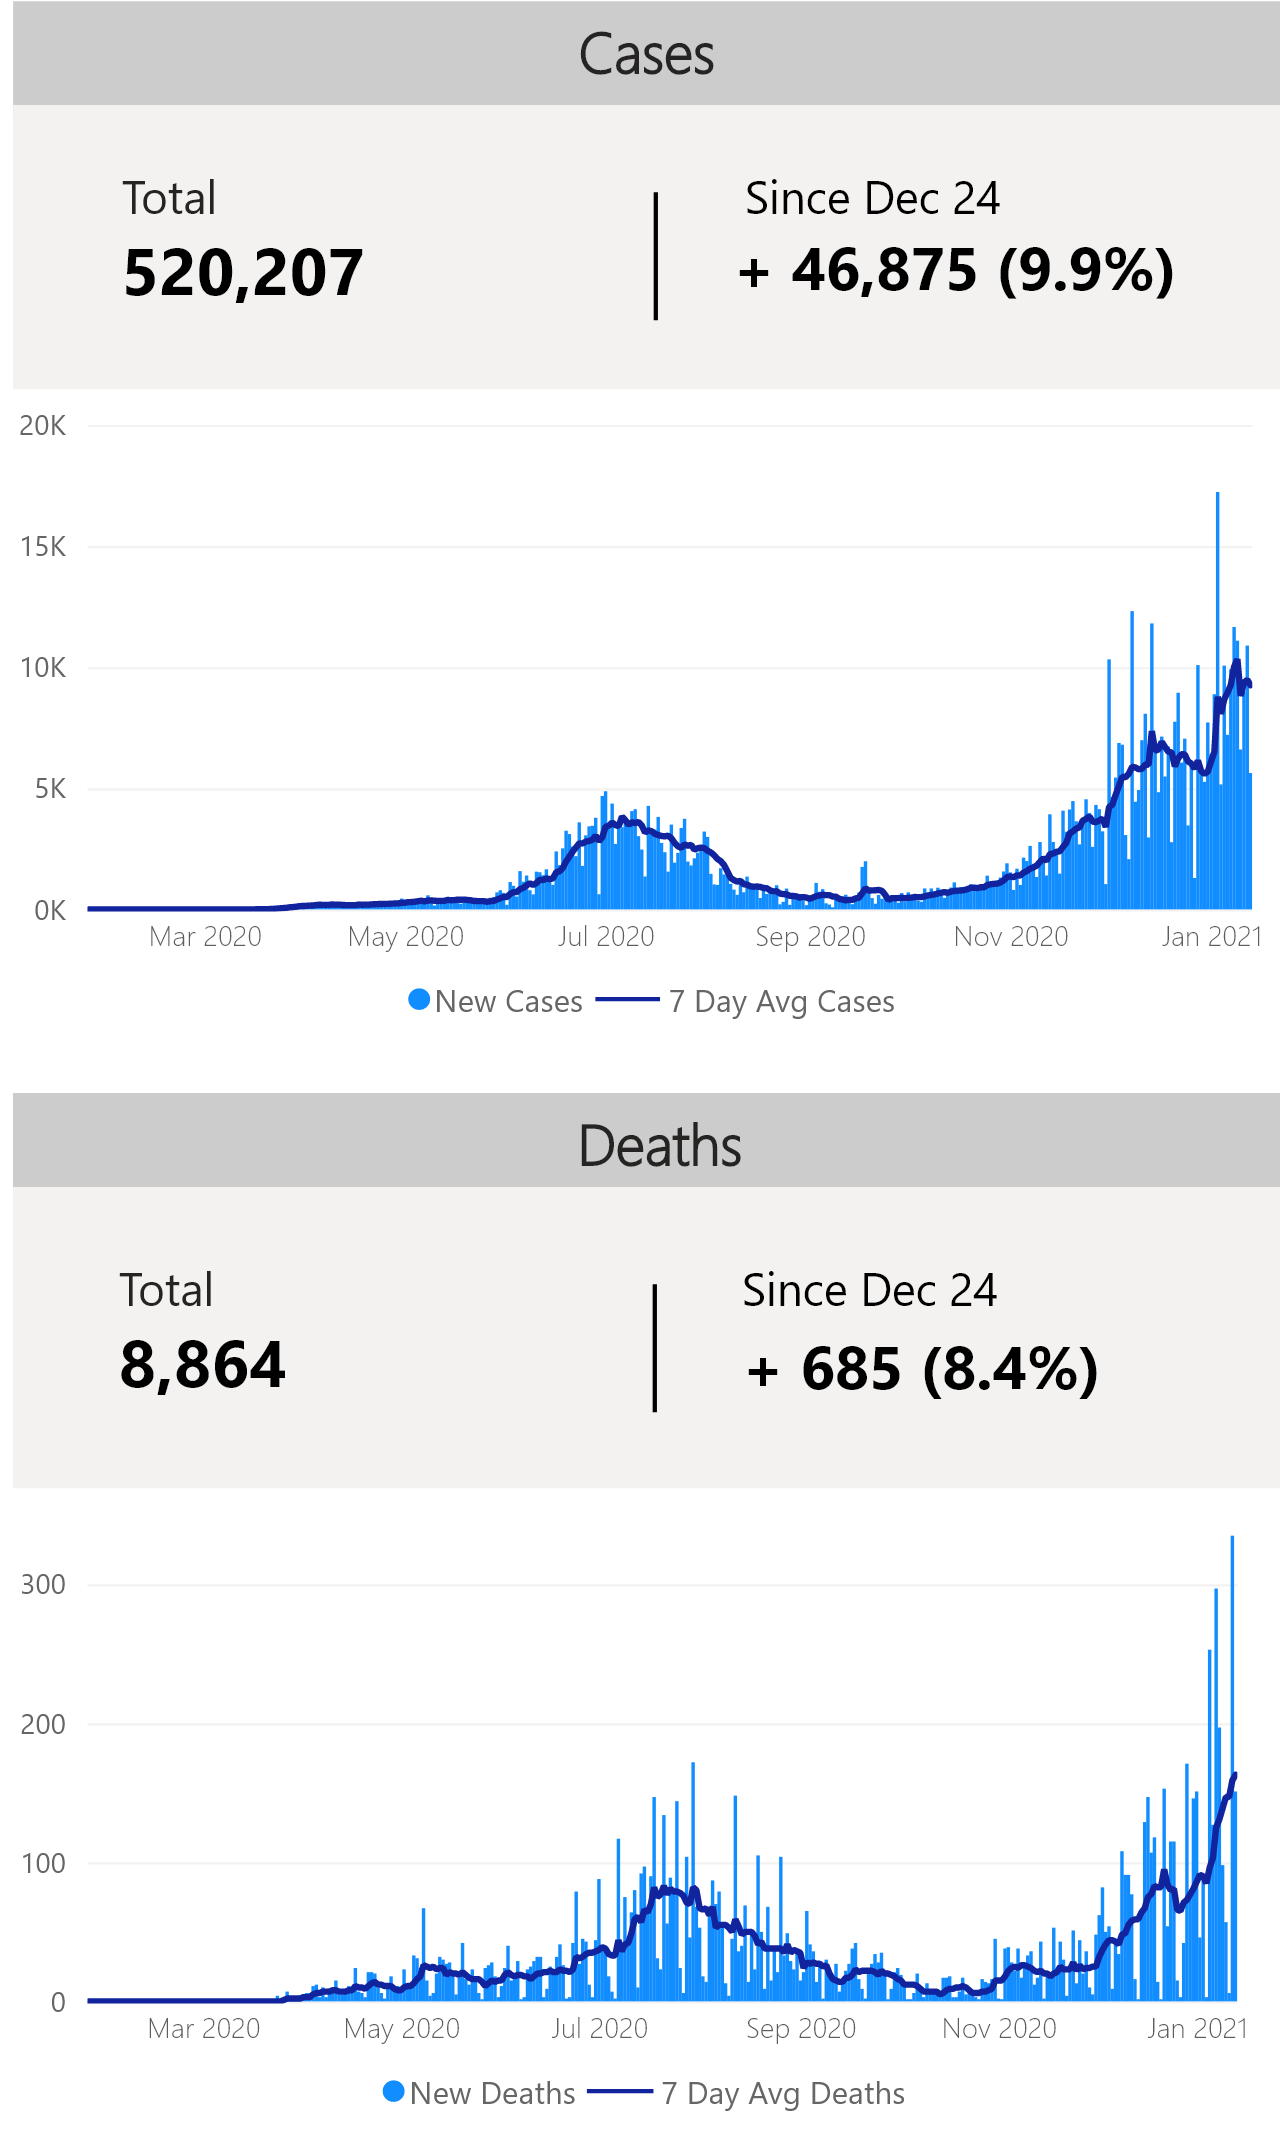 Cases
Total
Since Dec 24
520,207
+ 46,875 (9.9%)
20K
15K
10K
5K
0K
Mar 2020
May 2020
Jul 2020
Sep 2020
Nov 2020
Jan 2021
New Cases
7 Day Avg Cases
Deaths
Total
Since Dec 24
8,864
+ 685 (8.4%)
300
200
100
0
Mar 2020
May 2020
Jul 2020
Sep 2020
Nov 2020
Jan 2021
New Deaths
7 Day Avg Deaths